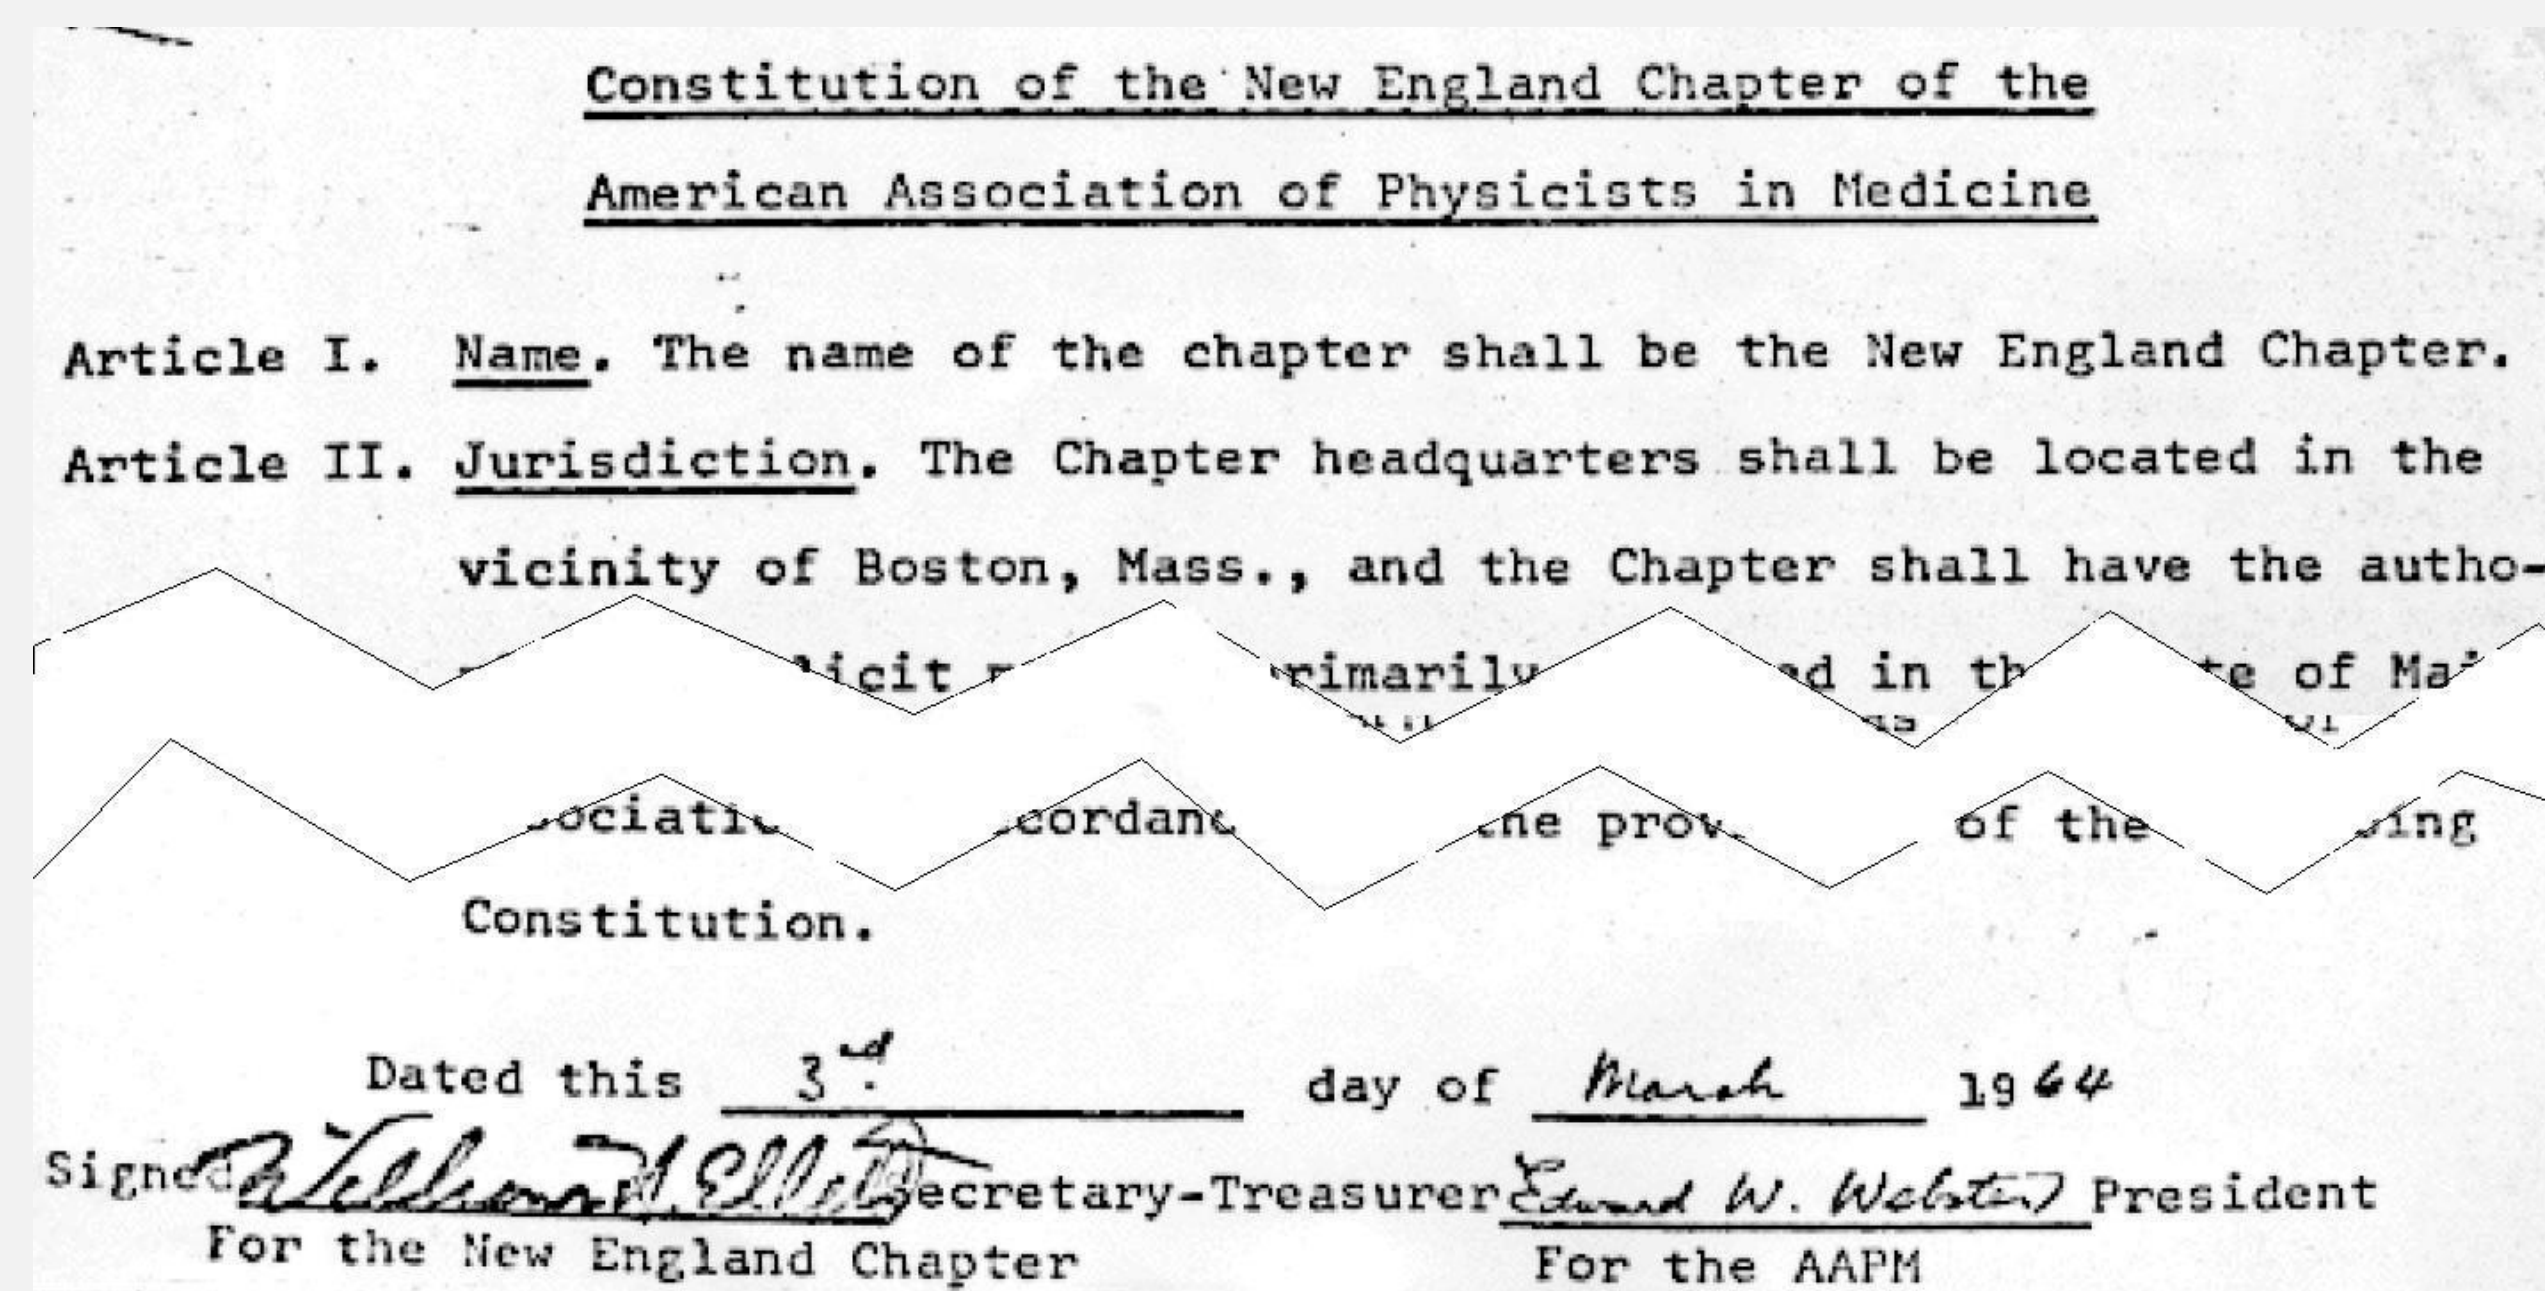 Constitution of the New England Chapter of the
American Association of Physicists in Medicine
Article I. Name. The name of the chapter shall be the New England Chapter.
Article II. Jurisdiction. The Chapter headquarters shall be located in the
vicinity of Boston, Mass., and the Chapter shall have the autho-
in of
of the
Constitution.
Dated this 3rd. day of March 1964
Signed William H. Ellett Secretary-Treasurer Edward W. Webster President
For the New England Chapter For the AAPM